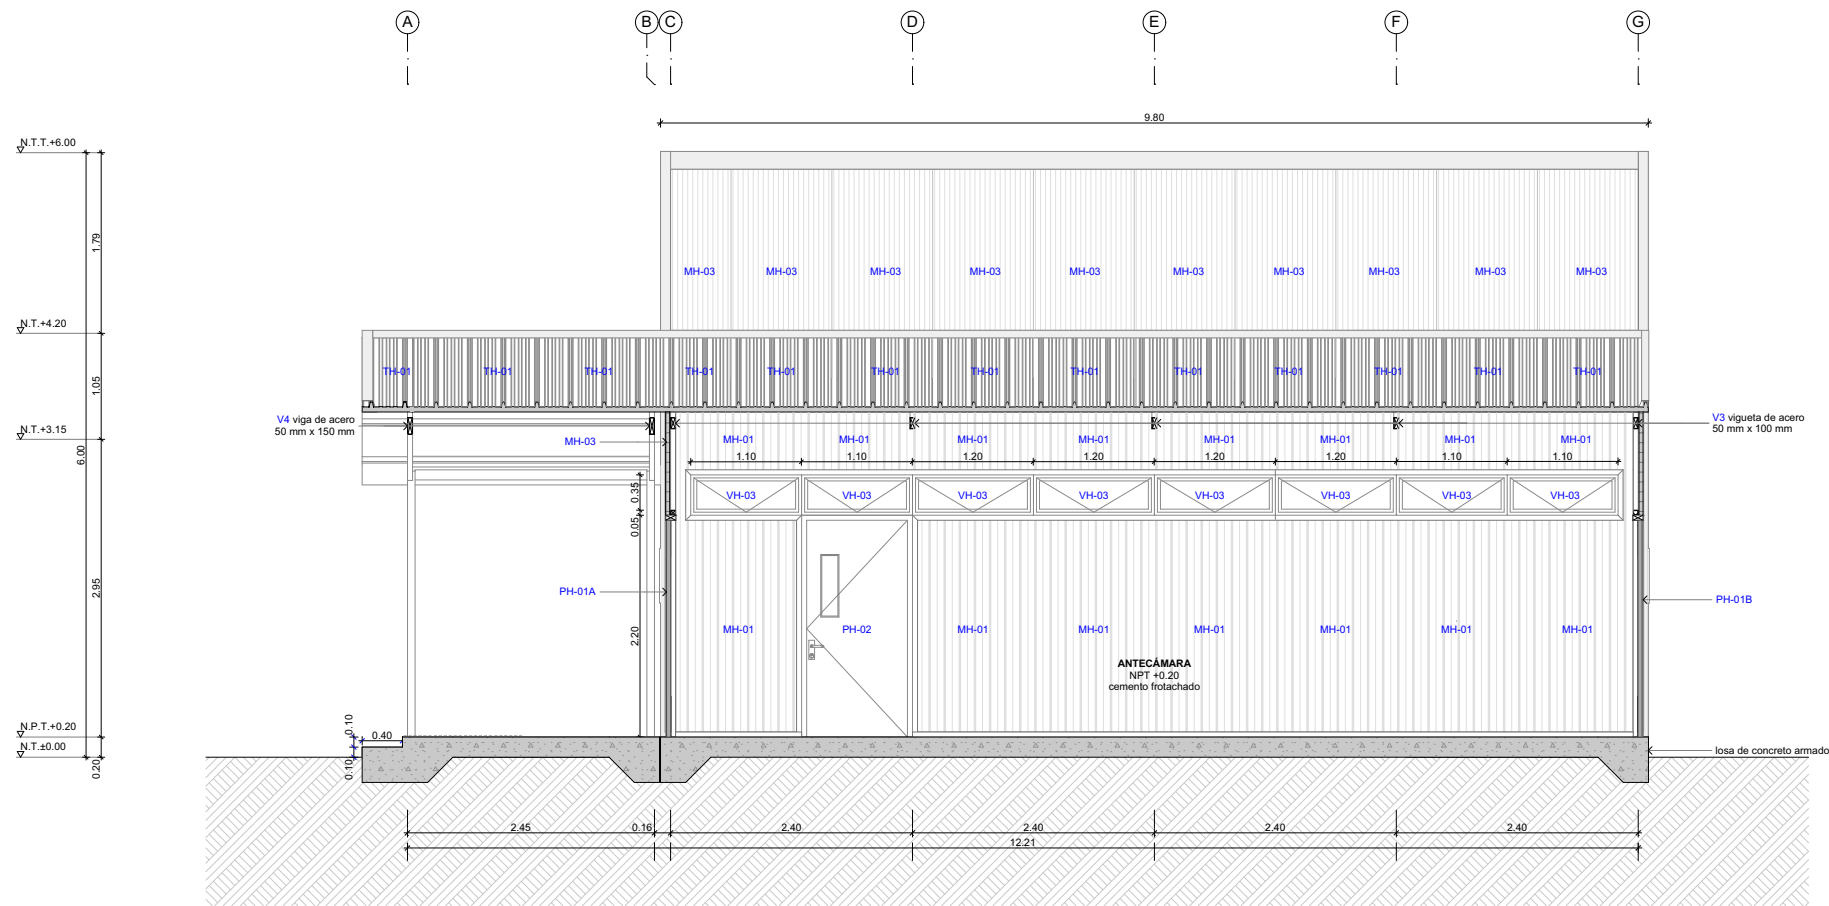 A B C D E F G
9.80
N.T.T.+6.00
1.79
MH-03 MH-03 MH-03 MH-03 MH-03 MH-03 MH-03 MH-03 MH-03 MH-03
N.T.+4.20
1.05
TH-01 TH-01 TH-01 TH-01 TH-01 TH-01 TH-01 TH-01 TH-01 TH-01 TH-01 TH-01 TH-01
V4 viga de acero
50 mm x 150 mm
V3 vigueta de acero
50 mm x 100 mm
N.T.+3.15
6.00
MH-03
MH-01 MH-01 MH-01 MH-01 MH-01 MH-01 MH-01 MH-01
1.10 1.10 1.20 1.20 1.20 1.20 1.10 1.10
0.35
VH-03 VH-03 VH-03 VH-03 VH-03 VH-03 VH-03 VH-03
0.05
2.95
PH-01A
PH-01B
2.20
MH-01 PH-02 MH-01 MH-01 MH-01 MH-01 MH-01 MH-01
ANTECÁMARA
NPT +0.20
cemento frotachado
N.P.T.+0.20
0.10
0.40
N.T.±0.00
0.10
0.20
losa de concreto armado
2.45 0.16 2.40 2.40 2.40 2.40
12.21